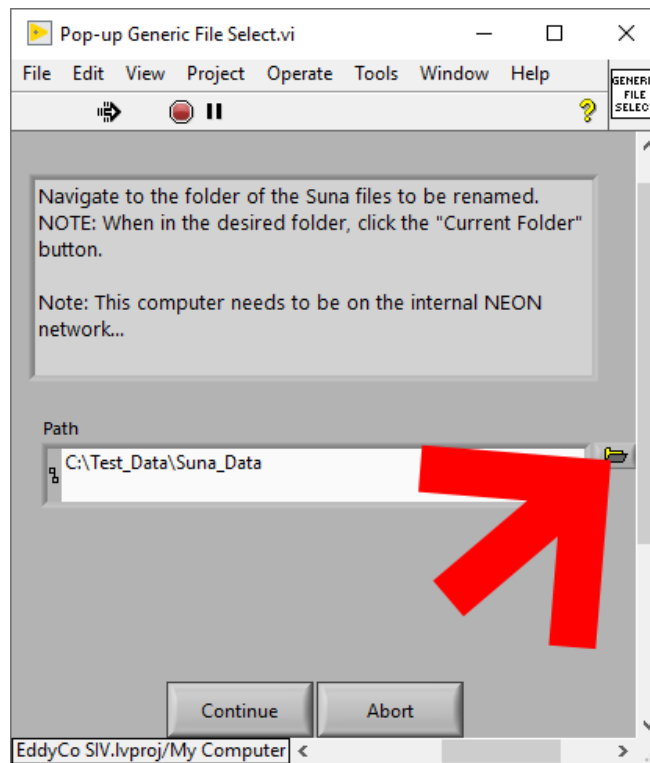 Pop-up Generic File Select.vi
File Edit View Project Operate Tools Window Help
FILE
Navigate to the folder of the Suna files to be renamed.
NOTE: When in the desired folder, click the "Current Folder"
button.
Note: This computer needs to be on the internal NEON
network...
Path
C:\Test_Data\Suna_Data
Continue Abort
EddyCo SIV.lvproj/My Computer